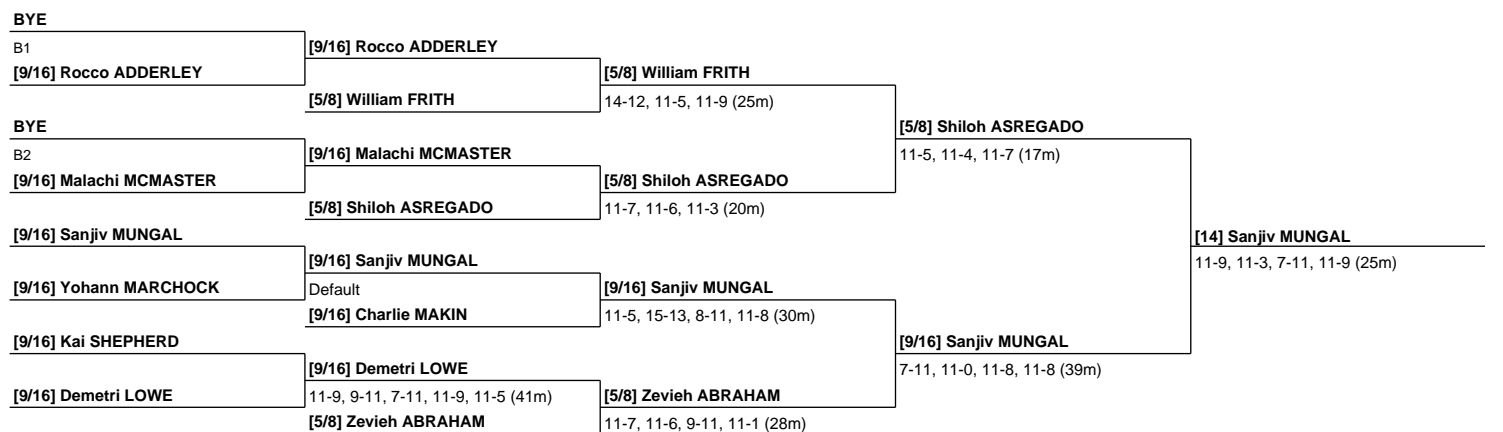 BYE
B1
[9/16] Rocco ADDERLEY
[9/16] Rocco ADDERLEY
[5/8] William FRITH
[5/8] William FRITH
14-12, 11-5, 11-9 (25m)
BYE
B2
[9/16] Malachi MCMASTER
[9/16] Malachi MCMASTER
[5/8] Shiloh ASREGADO
[5/8] Shiloh ASREGADO
11-7, 11-6, 11-3 (20m)
[5/8] Shiloh ASREGADO
11-5, 11-4, 11-7 (17m)
[9/16] Sanjiv MUNGAL
[9/16] Yohann MARCHOCK
[9/16] Sanjiv MUNGAL
Default
[9/16] Charlie MAKIN
[9/16] Sanjiv MUNGAL
11-5, 15-13, 8-11, 11-8 (30m)
[9/16] Kai SHEPHERD
[9/16] Demetri LOWE
[9/16] Demetri LOWE
11-9, 9-11, 7-11, 11-9, 11-5 (41m)
[5/8] Zevieh ABRAHAM
[5/8] Zevieh ABRAHAM
11-7, 11-6, 9-11, 11-1 (28m)
[9/16] Sanjiv MUNGAL
7-11, 11-0, 11-8, 11-8 (39m)
[14] Sanjiv MUNGAL
11-9, 11-3, 7-11, 11-9 (25m)